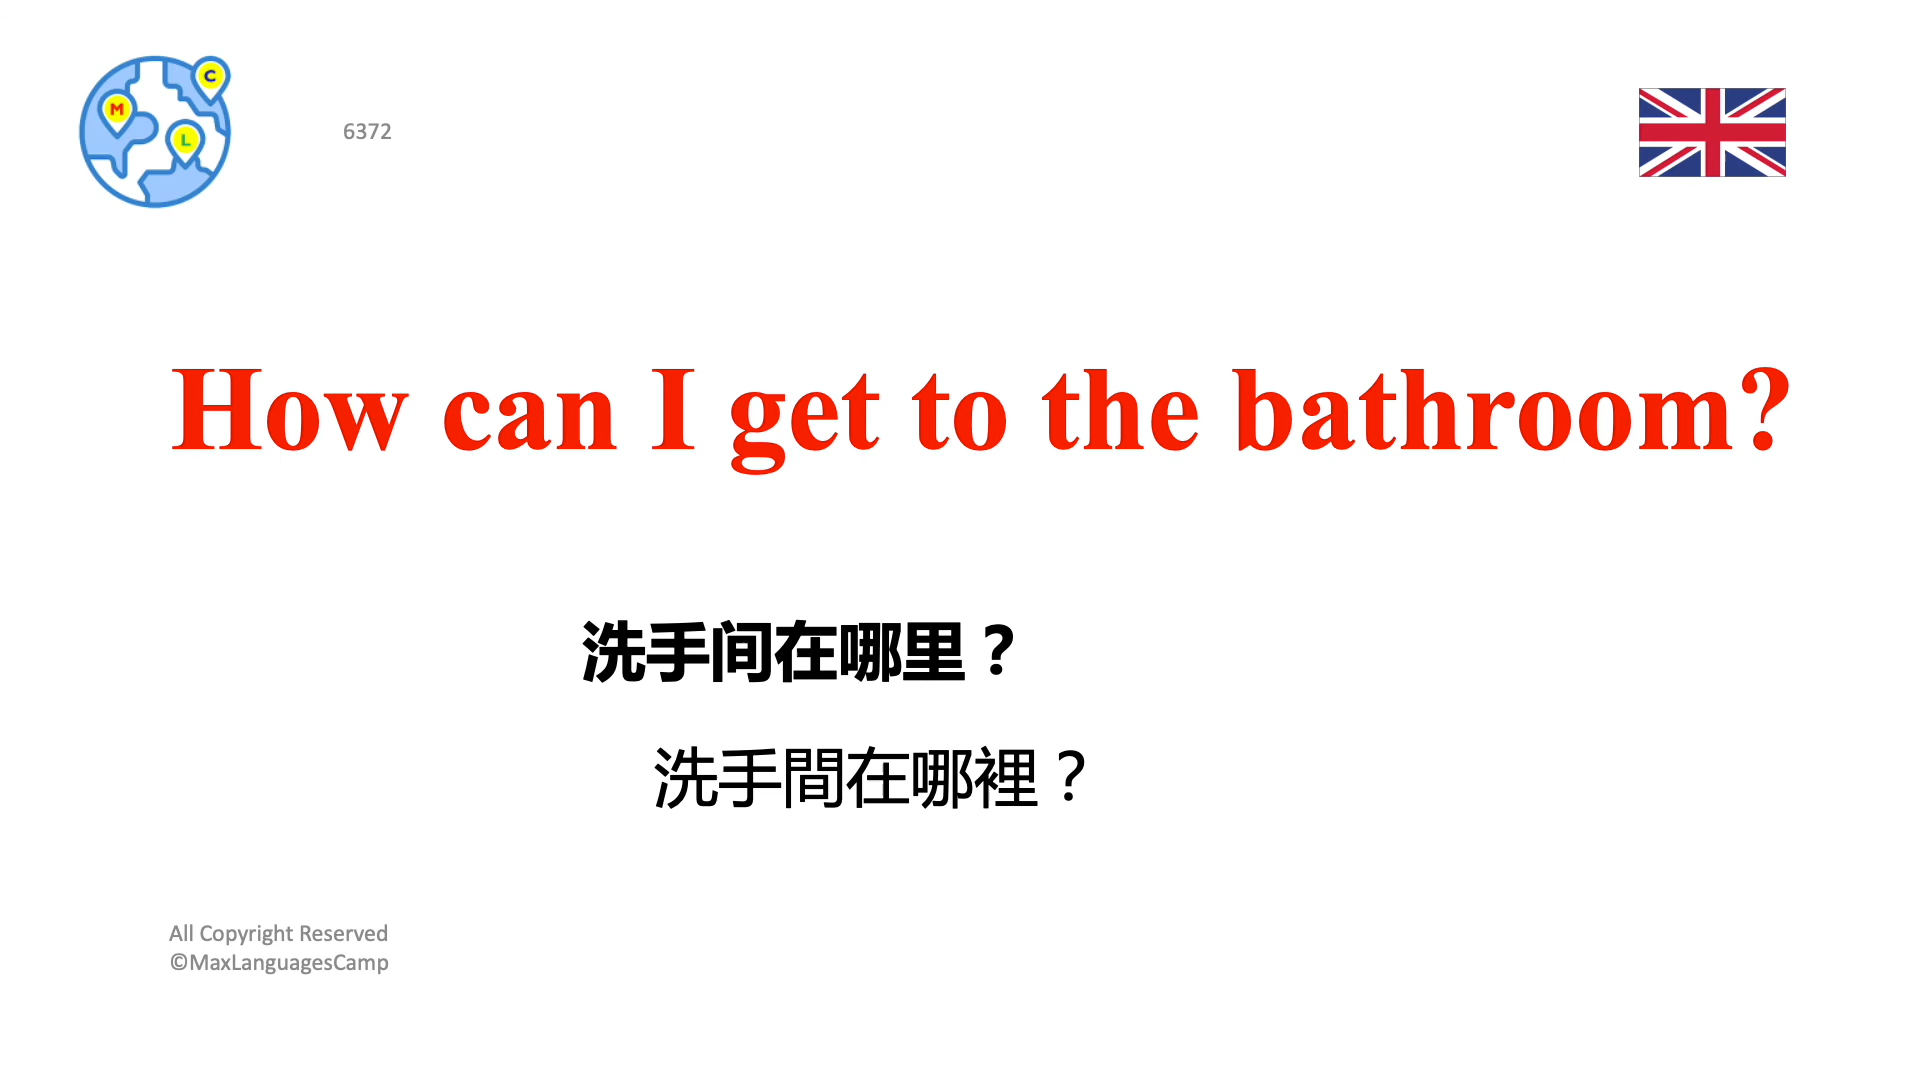 C
M
L
6372
How can I get to the bathroom?
洗手间在哪里？
洗手間在哪裡？
All Copyright Reserved
©MaxLanguagesCamp